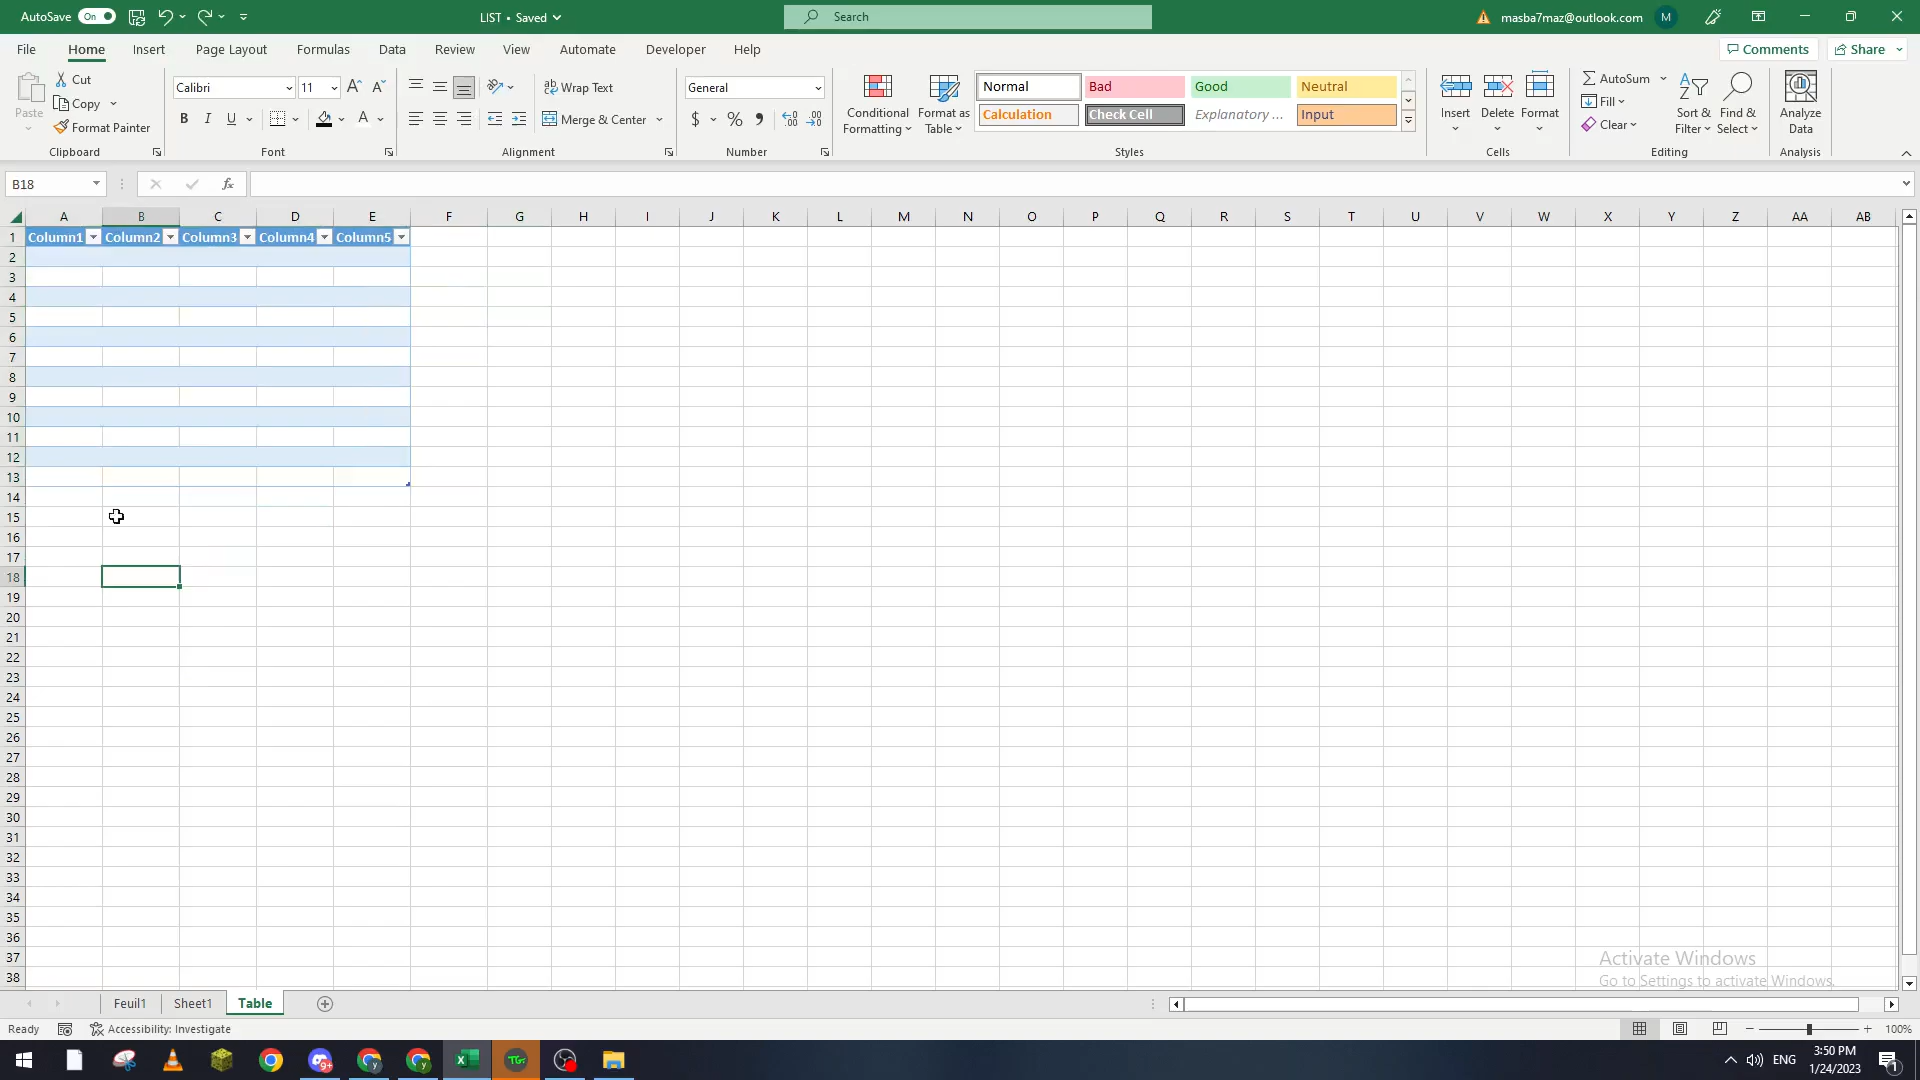 AutoSave On LIST • Saved Search masba7maz@outlook.com M
File Home Insert Page Layout Formulas Data Review View Automate Developer Help Comments Share
Paste Cut Copy Format Painter Clipboard
Calibri 11 B I U A Font
Wrap Text Merge & Center Alignment
General $ % Number
Conditional Formatting Format as Table
Normal Bad Good Neutral
Calculation Check Cell Explanatory ... Input
Styles
Insert Delete Format Cells
AutoSum Fill Clear Sort & Filter Find & Select Editing
Analyze Data Analysis
B18 fx
A B C D E F G H I J K L M N O P Q R S T U V W X Y Z AA AB
1 Column1 Column2 Column3 Column4 Column5
2
3
4
5
6
7
8
9
10
11
12
13
14
15
16
17
18
19
20
21
22
23
24
25
26
27
28
29
30
31
32
33
34
35
36
37
38
Activate Windows
Go to Settings to activate Windows.
Feuil1 Sheet1 Table
Ready Accessibility: Investigate 100%
9+ TG ENG 3:50 PM
1/24/2023 1